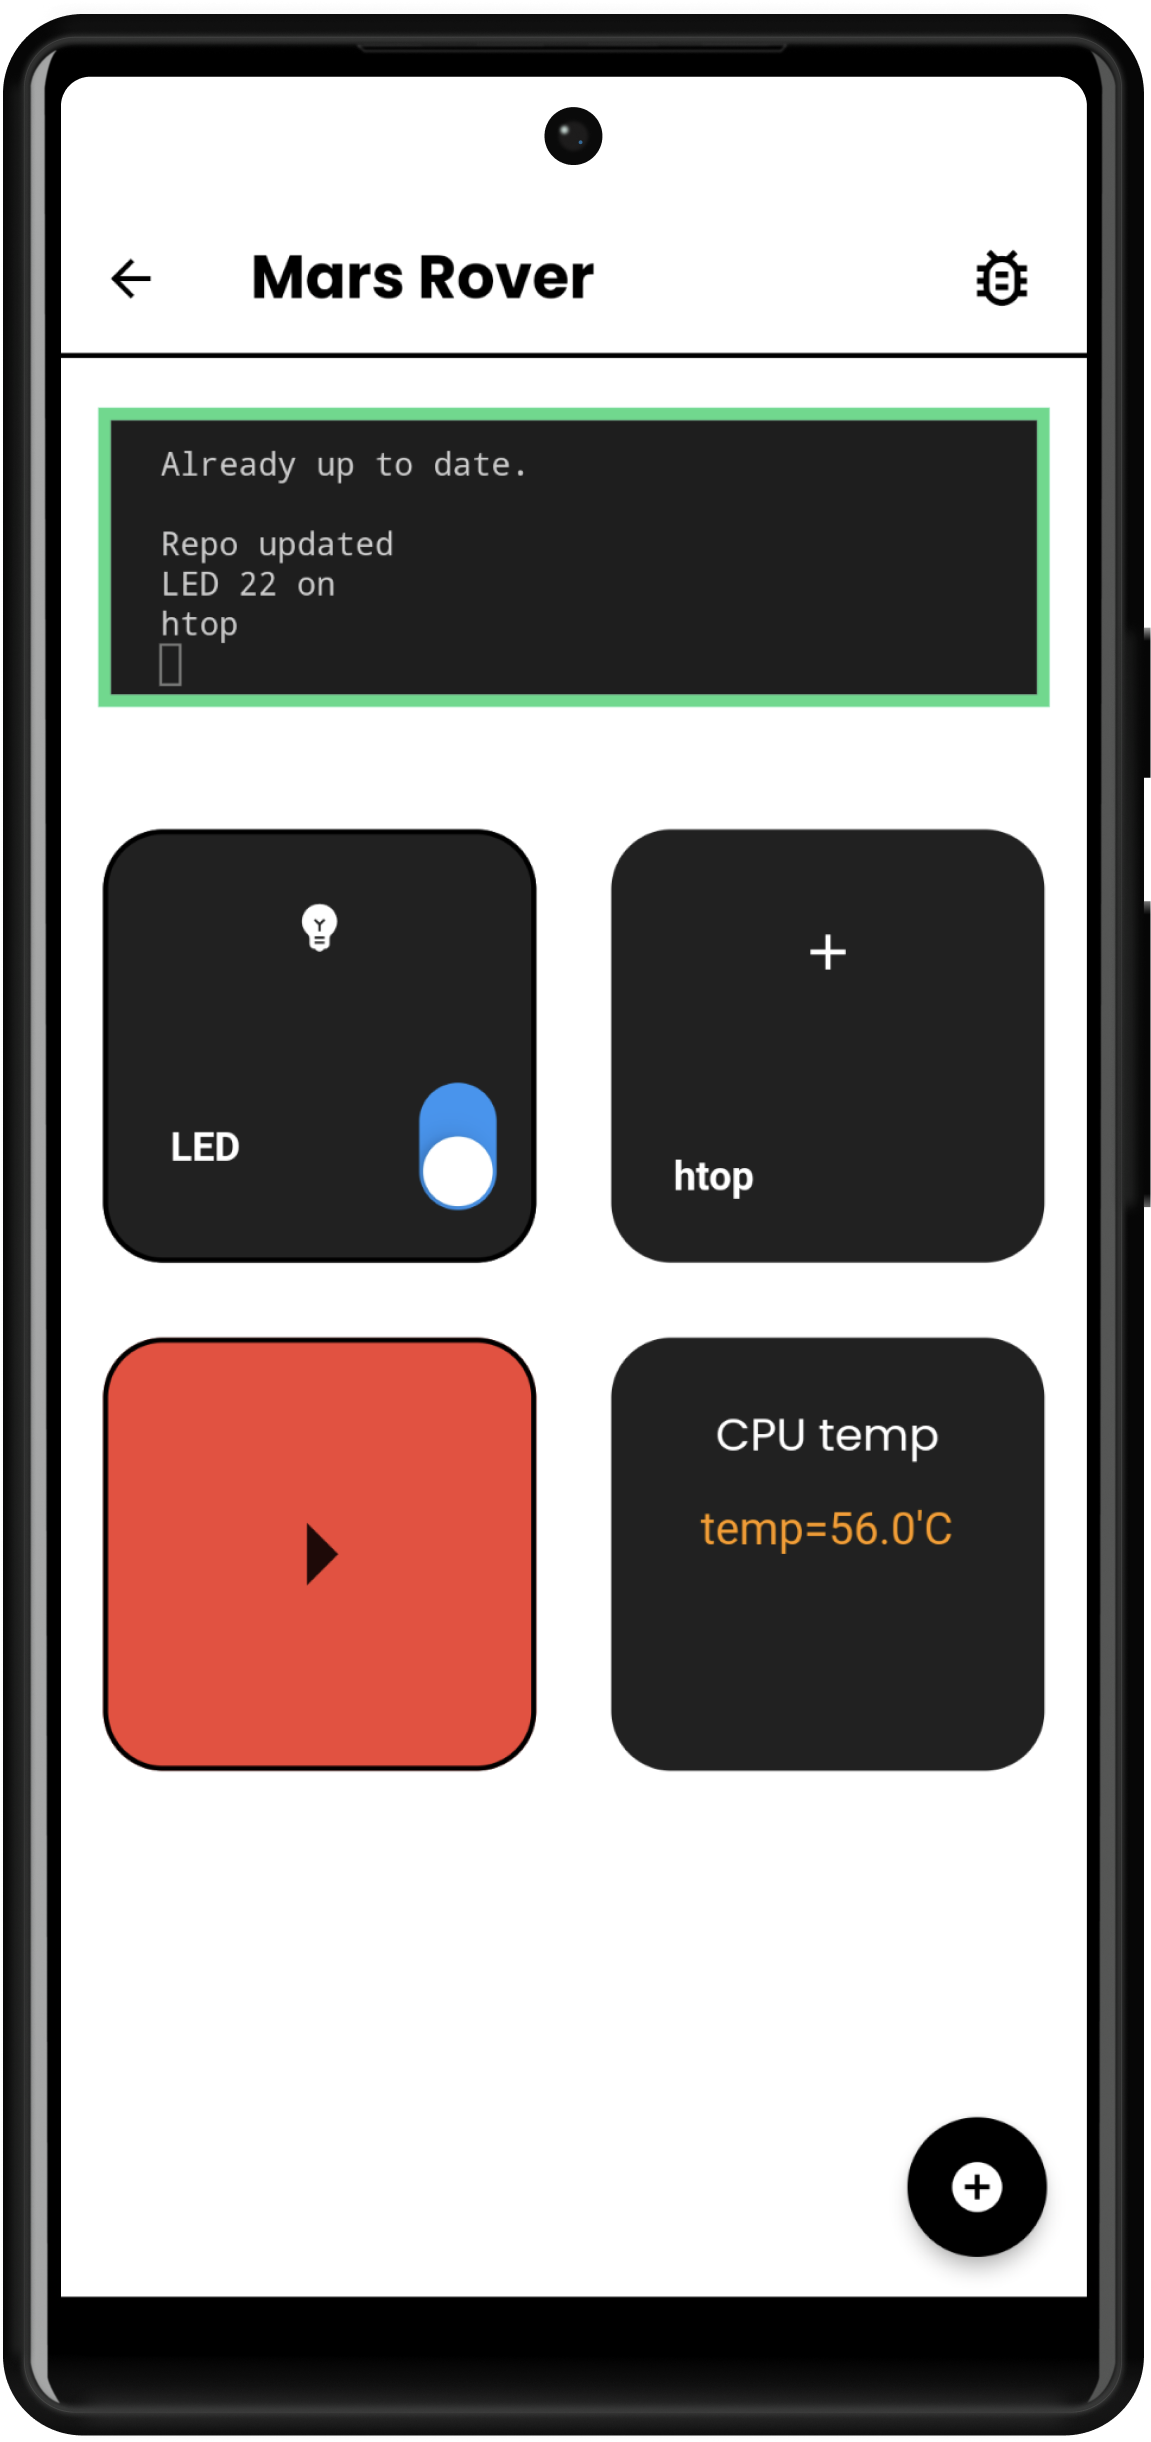 Mars Rover
Already up to date.
Repo updated
LED 22 on
htop
LED
htop
CPU temp
temp=56.0'C